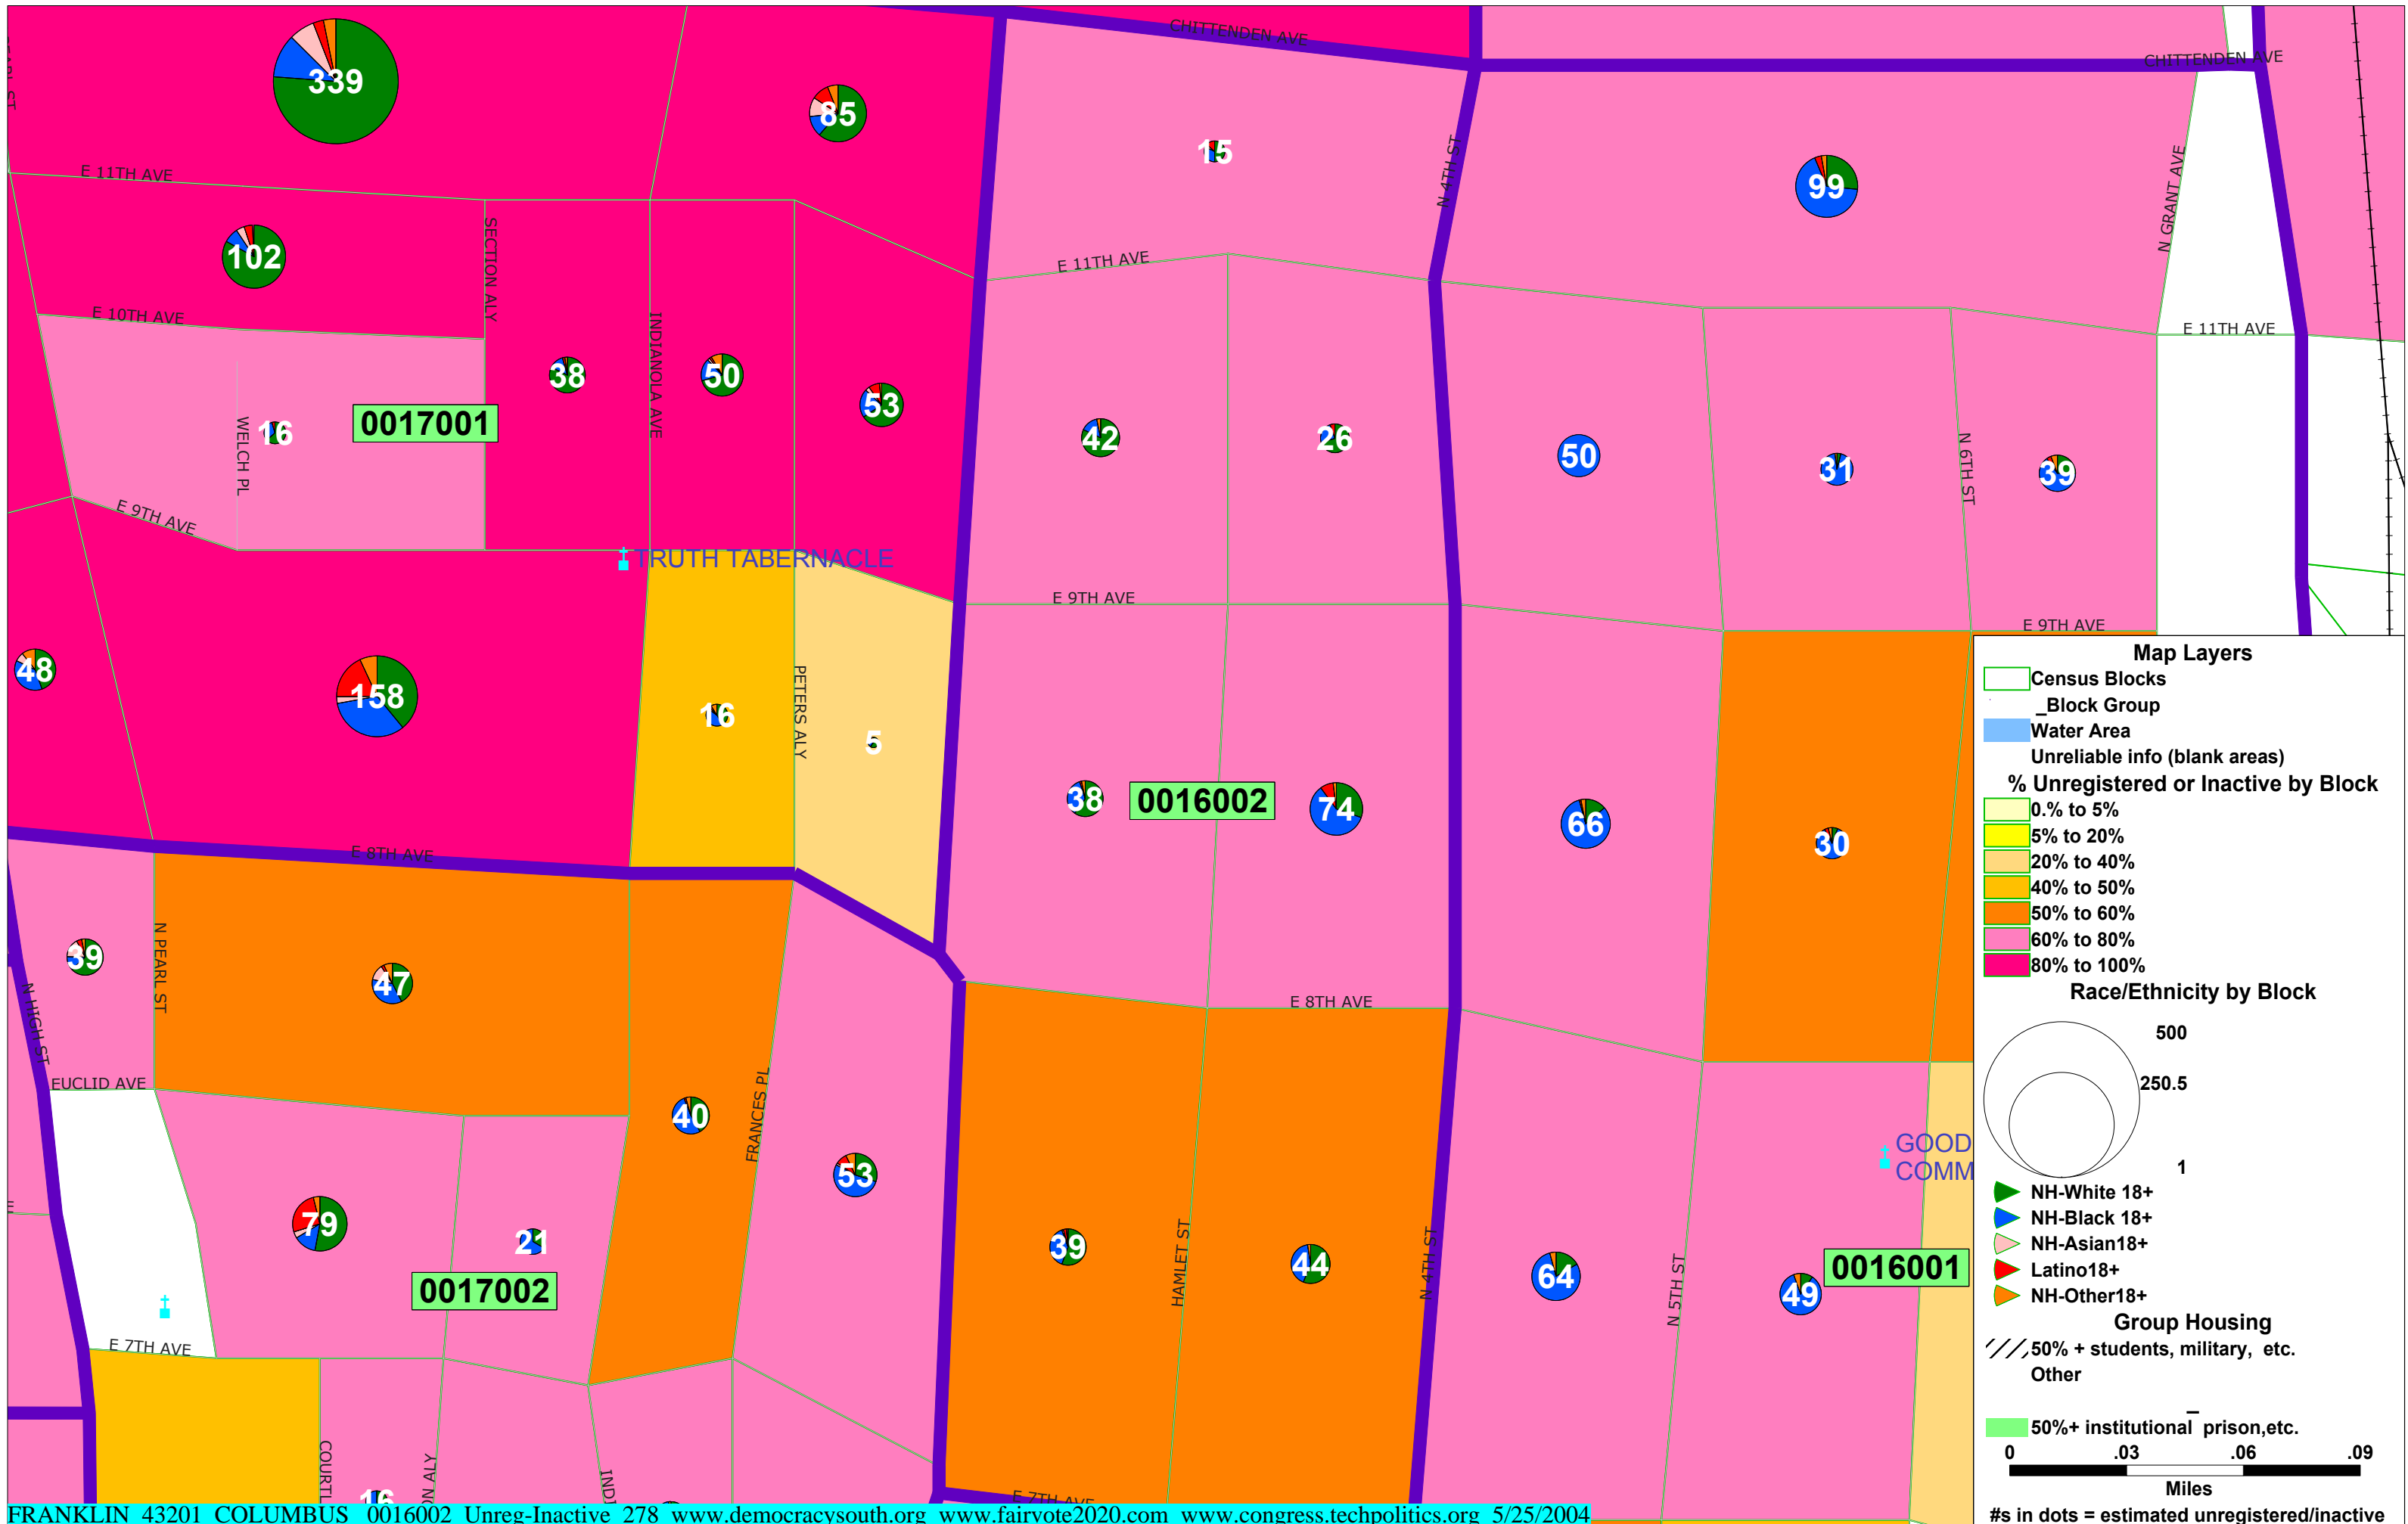 CHITTENDEN AVE
CHITTENDEN AVE
339
85
15
N 4TH ST
99
N GRANT AVE
E 11TH AVE
102
SECTION ALY
E 11TH AVE
E 10TH AVE
INDIANOLA AVE
E 11TH AVE
38
50
53
16
WELCH PL
0017001
42
26
50
31
N 6TH ST
39
E 9TH AVE
TRUTH TABERNACLE
E 9TH AVE
E 9TH AVE
48
158
16
PETERS ALY
5
38
0016002
74
66
30
E 8TH AVE
39
N PEARL ST
47
N HIGH ST
E 8TH AVE
EUCLID AVE
40
FRANCES PL
53
GOOD
COMM
79
21
0017002
39
HAMLET ST
44
N 4TH ST
64
N 5TH ST
49
0016001
E 7TH AVE
COURTL
ON ALY
INDI
16
E 7TH AVE
Map Layers
Census Blocks
_Block Group
Water Area
Unreliable info (blank areas)
% Unregistered or Inactive by Block
0.% to 5%
5% to 20%
20% to 40%
40% to 50%
50% to 60%
60% to 80%
80% to 100%
Race/Ethnicity by Block
500
250.5
1
NH-White 18+
NH-Black 18+
NH-Asian18+
Latino18+
NH-Other18+
Group Housing
50% + students, military, etc.
Other
_
50%+ institutional prison,etc.
0 .03 .06 .09
Miles
#s in dots = estimated unregistered/inactive
FRANKLIN 43201 COLUMBUS 0016002 Unreg-Inactive 278 www.democracysouth.org www.fairvote2020.com www.congress.techpolitics.org 5/25/2004